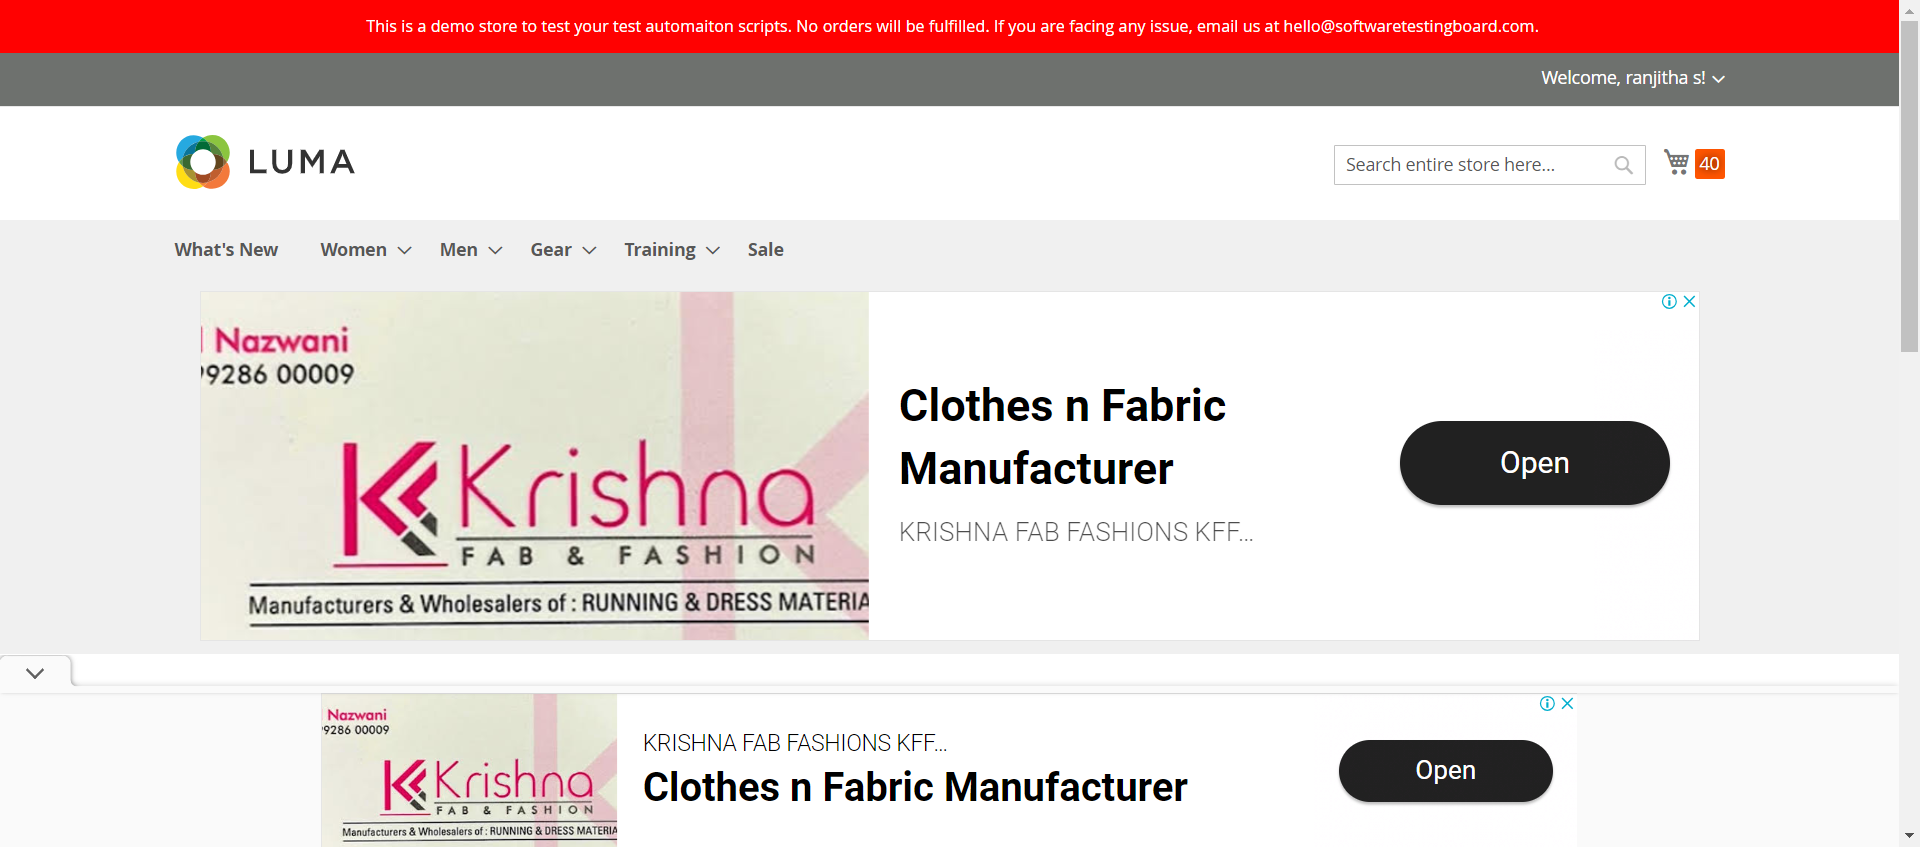 This is a demo store to test your test automaiton scripts. No orders will be fulfilled. If you are facing any issue, email us at hello@softwaretestingboard.com.
Welcome, ranjitha s!
LUMA
Search entire store here...
40
What's New Women Men Gear Training Sale
Nazwani
99286 00009
Krishna
FAB & FASHION
Manufacturers & Wholesalers of : RUNNING & DRESS MATERIA
Clothes n Fabric
Manufacturer
KRISHNA FAB FASHIONS KFF...
Open
Nazwani
99286 00009
Krishna
FAB & FASHION
Manufacturers & Wholesalers of : RUNNING & DRESS MATERIA
KRISHNA FAB FASHIONS KFF...
Clothes n Fabric Manufacturer
Open